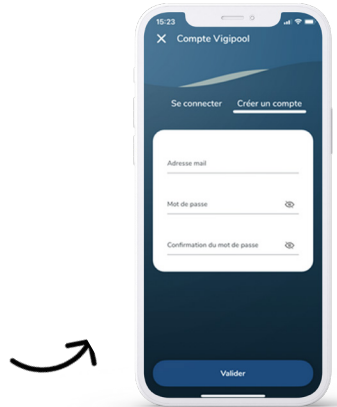 15:23
Compte Vigipool
Se connecter Créer un compte
Adresse mail
Mot de passe
Confirmation du mot de passe
Valider